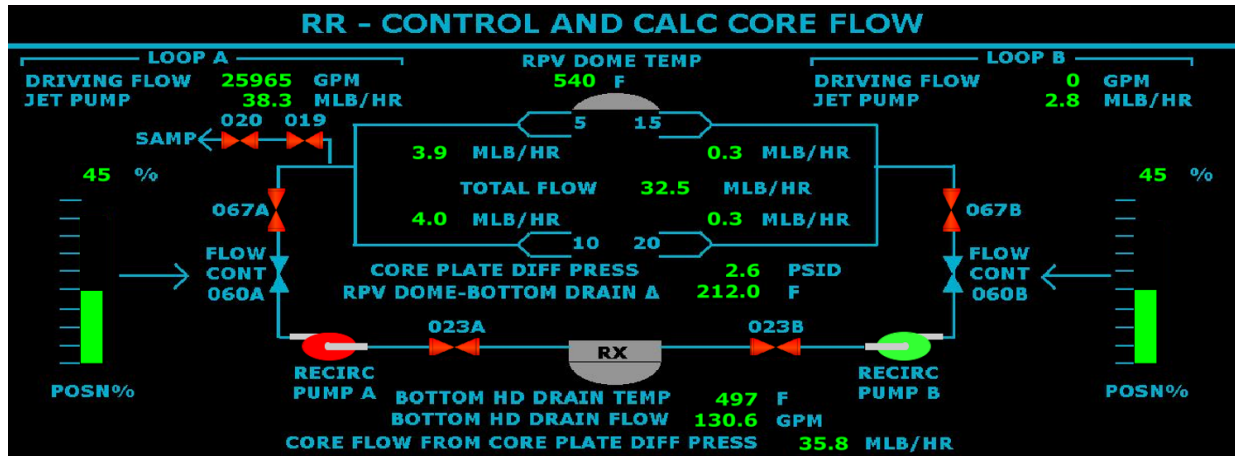 RR - CONTROL AND CALC CORE FLOW
LOOP A
DRIVING FLOW 25965 GPM
JET PUMP 38.3 MLB/HR
RPV DOME TEMP
540 F
LOOP B
DRIVING FLOW 0 GPM
JET PUMP 2.8 MLB/HR
020 019
SAMP
5 15
3.9 MLB/HR 0.3 MLB/HR
45 %
45 %
TOTAL FLOW 32.5 MLB/HR
067A
067B
4.0 MLB/HR 0.3 MLB/HR
10 20
FLOW
CONT
060A
FLOW
CONT
060B
CORE PLATE DIFF PRESS 2.6 PSID
RPV DOME-BOTTOM DRAIN Δ 212.0 F
023A 023B
RX
RECIRC
PUMP A
RECIRC
PUMP B
POSN%
POSN%
BOTTOM HD DRAIN TEMP 497 F
BOTTOM HD DRAIN FLOW 130.6 GPM
CORE FLOW FROM CORE PLATE DIFF PRESS 35.8 MLB/HR